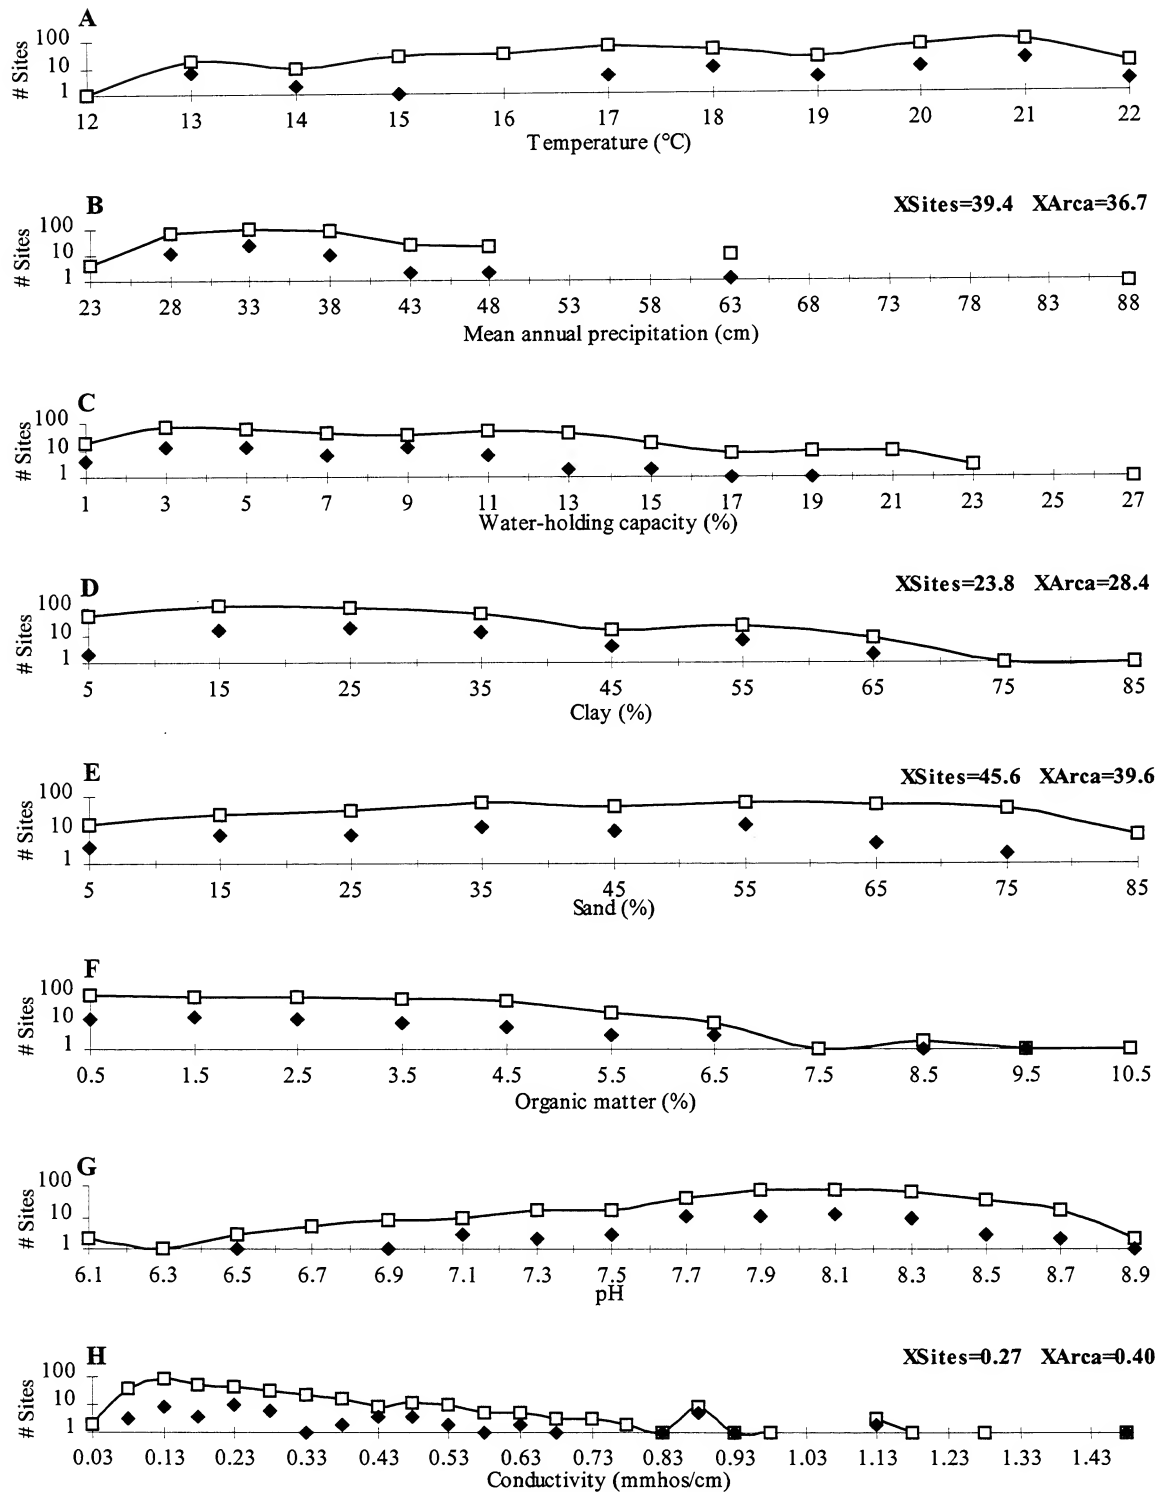 A
# Sites
100
10
1
12 13 14 15 16 17 18 19 20 21 22
Temperature (°C)
B
XSites=39.4 XArca=36.7
# Sites
100
10
1
23 28 33 38 43 48 53 58 63 68 73 78 83 88
Mean annual precipitation (cm)
C
# Sites
100
10
1
1 3 5 7 9 11 13 15 17 19 21 23 25 27
Water-holding capacity (%)
D
XSites=23.8 XArca=28.4
# Sites
100
10
1
5 15 25 35 45 55 65 75 85
Clay (%)
E
XSites=45.6 XArca=39.6
# Sites
100
10
1
5 15 25 35 45 55 65 75 85
Sand (%)
F
# Sites
100
10
1
0.5 1.5 2.5 3.5 4.5 5.5 6.5 7.5 8.5 9.5 10.5
Organic matter (%)
G
# Sites
100
10
1
6.1 6.3 6.5 6.7 6.9 7.1 7.3 7.5 7.7 7.9 8.1 8.3 8.5 8.7 8.9
pH
H
XSites=0.27 XArca=0.40
# Sites
100
10
1
0.03 0.13 0.23 0.33 0.43 0.53 0.63 0.73 0.83 0.93 1.03 1.13 1.23 1.33 1.43
Conductivity (mmhos/cm)